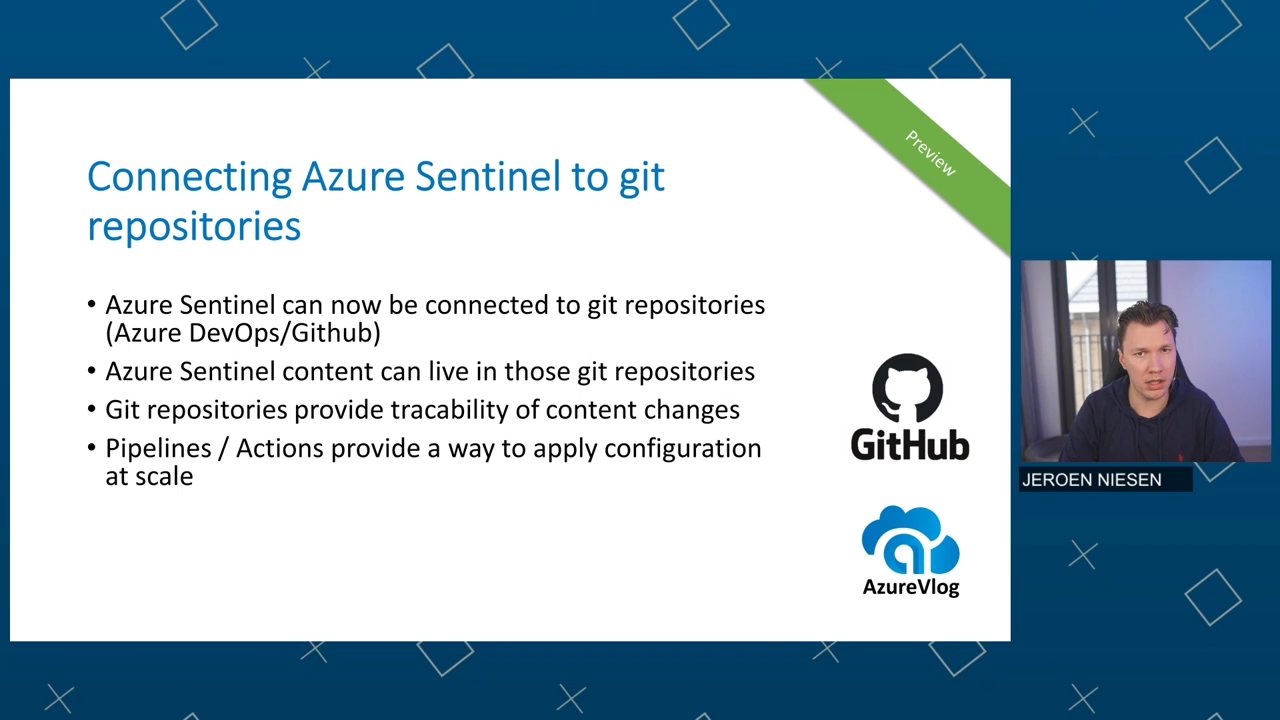 Preview
Connecting Azure Sentinel to git
repositories
• Azure Sentinel can now be connected to git repositories
(Azure DevOps/Github)
• Azure Sentinel content can live in those git repositories
• Git repositories provide tracability of content changes
• Pipelines / Actions provide a way to apply configuration
at scale
GitHub
AzureVlog
JEROEN NIESEN